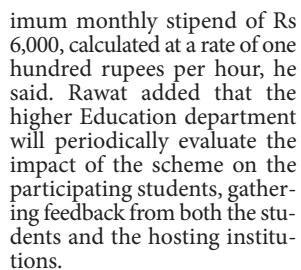 imum monthly stipend of Rs
6,000, calculated at a rate of one
hundred rupees per hour, he
said. Rawat added that the
higher Education department
will periodically evaluate the
impact of the scheme on the
participating students, gather-
ing feedback from both the stu-
dents and the hosting institu-
tions.